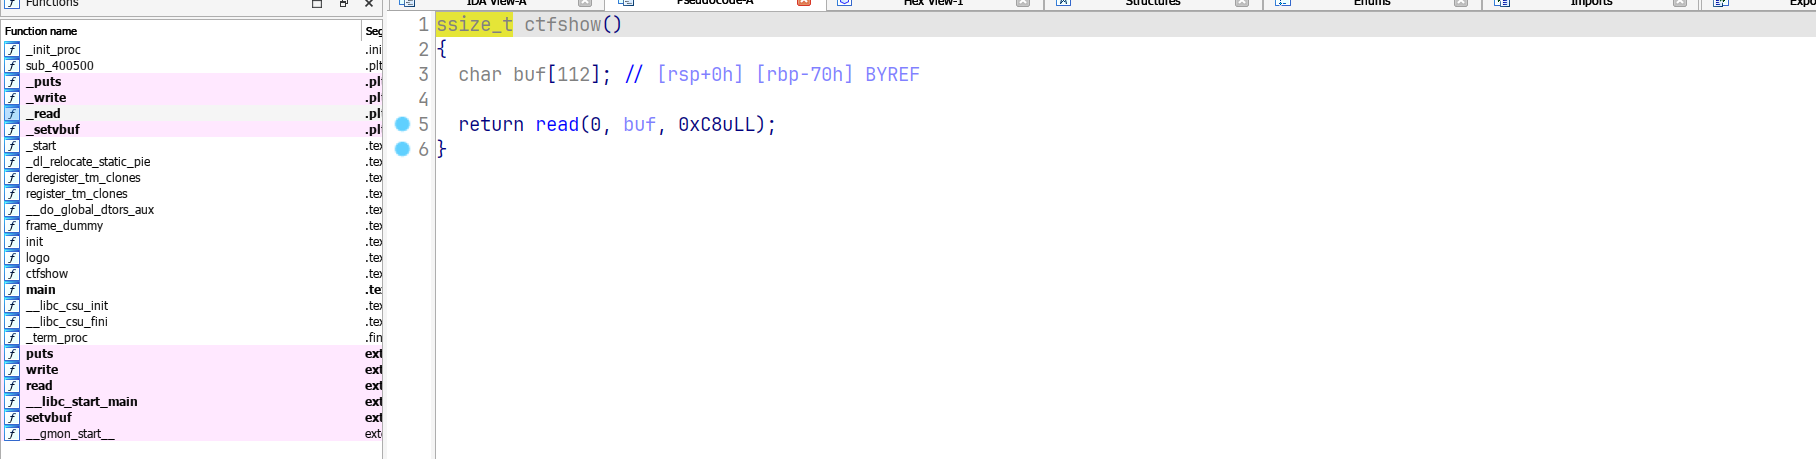 Functions
IDA View-A
Pseudocode-A
Hex View-1
Structures
Enums
Imports
Expo
Function name
Seg
_init_proc .ini
sub_400500 .plt
_puts .plt
_write .plt
_read .plt
_setvbuf .plt
_start .te
_dl_relocate_static_pie .te
deregister_tm_clones .te
register_tm_clones .te
__do_global_dtors_aux .te
frame_dummy .te
init .te
logo .te
ctfshow .te
main .te
__libc_csu_init .te
__libc_csu_fini .te
_term_proc .fin
puts ext
write ext
read ext
__libc_start_main ext
setvbuf ext
__gmon_start__ ext
1 ssize_t ctfshow()
2 {
3 char buf[112]; // [rsp+0h] [rbp-70h] BYREF
4
5 return read(0, buf, 0xC8uLL);
6 }